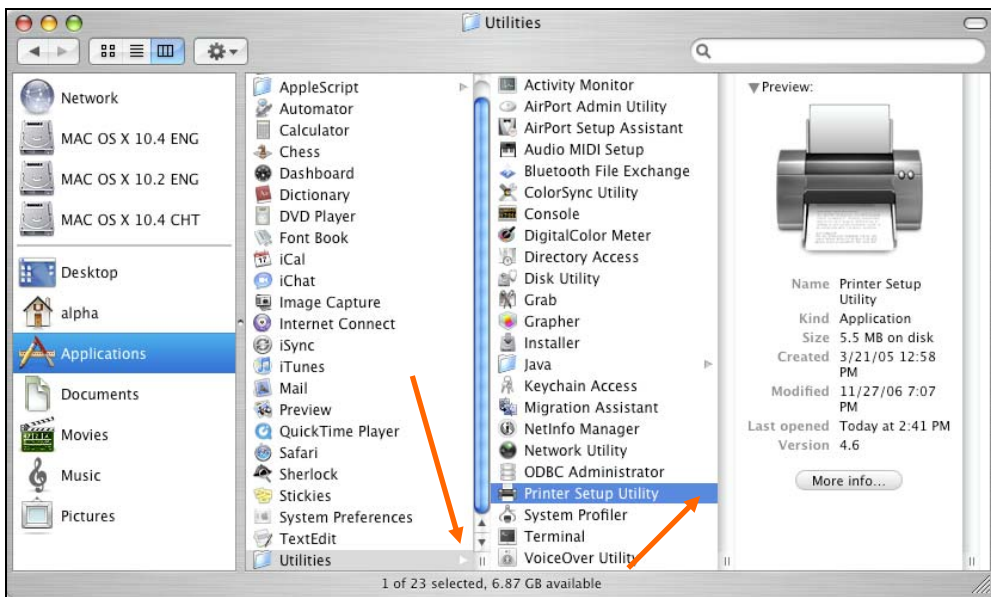 Utilities
Network
MAC OS X 10.4 ENG
MAC OS X 10.2 ENG
MAC OS X 10.4 CHT
Desktop
alpha
Applications
Documents
Movies
Music
Pictures
AppleScript
Automator
Calculator
Chess
Dashboard
Dictionary
DVD Player
Font Book
iCal
iChat
Image Capture
Internet Connect
iSync
iTunes
Mail
Preview
QuickTime Player
Safari
Sherlock
Stickies
System Preferences
TextEdit
Utilities
Activity Monitor
AirPort Admin Utility
AirPort Setup Assistant
Audio MIDI Setup
Bluetooth File Exchange
ColorSync Utility
Console
DigitalColor Meter
Directory Access
Disk Utility
Grab
Grapher
Installer
Java
Keychain Access
Migration Assistant
NetInfo Manager
Network Utility
ODBC Administrator
Printer Setup Utility
System Profiler
Terminal
VoiceOver Utility
Preview:
Name Printer Setup
Utility
Kind Application
Size 5.5 MB on disk
Created 3/21/05 12:58
PM
Modified 11/27/06 7:07
PM
Last opened Today at 2:41 PM
Version 4.6
More info...
1 of 23 selected, 6.87 GB available